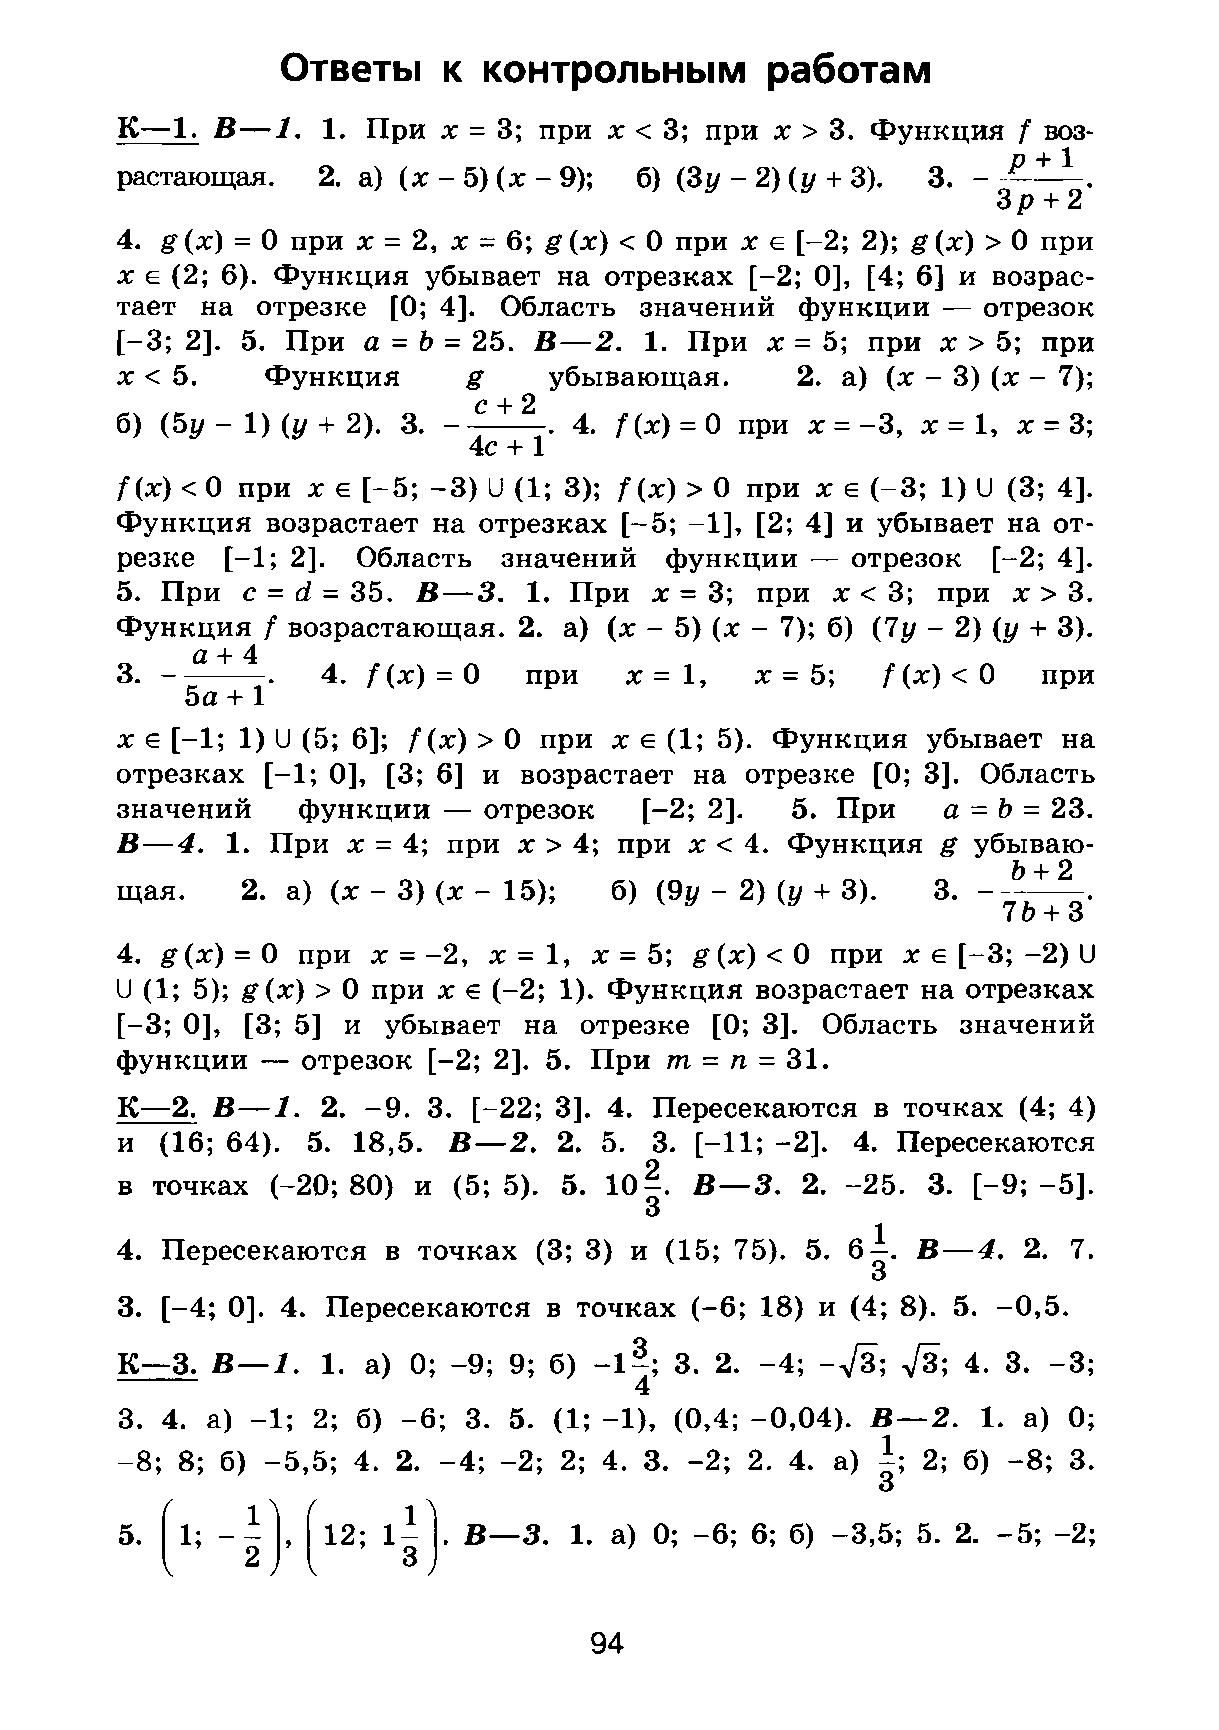 Ответы к контрольным работам
К—1. В—1. 1. При x = 3; при x < 3; при x > 3. Функция f воз-
растающая. 2. а) (x – 5)(x – 9); б) (3y – 2)(y + 3). 3. – (p + 1)/(3p + 2).
4. g(x) = 0 при x = 2, x = 6; g(x) < 0 при x ∈ [–2; 2); g(x) > 0 при
x ∈ (2; 6). Функция убывает на отрезках [–2; 0], [4; 6] и возрас-
тает на отрезке [0; 4]. Область значений функции — отрезок
[–3; 2]. 5. При a = b = 25. В—2. 1. При x = 5; при x > 5; при
x < 5. Функция g убывающая. 2. а) (x – 3) (x – 7);
б) (5y – 1) (y + 2). 3. – (c + 2)/(4c + 1). 4. f(x) = 0 при x = –3, x = 1, x = 3;
f(x) < 0 при x ∈ [–5; –3) ∪ (1; 3); f(x) > 0 при x ∈ (–3; 1) ∪ (3; 4].
Функция возрастает на отрезках [–5; –1], [2; 4] и убывает на от-
резке [–1; 2]. Область значений функции — отрезок [–2; 4].
5. При c = d = 35. В—3. 1. При x = 3; при x < 3; при x > 3.
Функция f возрастающая. 2. а) (x – 5) (x – 7); б) (7y – 2) (y + 3).
3. – (a + 4)/(5a + 1). 4. f(x) = 0 при x = 1, x = 5; f(x) < 0 при
x ∈ [–1; 1) ∪ (5; 6]; f(x) > 0 при x ∈ (1; 5). Функция убывает на
отрезках [–1; 0], [3; 6] и возрастает на отрезке [0; 3]. Область
значений функции — отрезок [–2; 2]. 5. При a = b = 23.
В—4. 1. При x = 4; при x > 4; при x < 4. Функция g убываю-
щая. 2. а) (x – 3) (x – 15); б) (9y – 2) (y + 3). 3. – (b + 2)/(7b + 3).
4. g(x) = 0 при x = –2, x = 1, x = 5; g(x) < 0 при x ∈ [–3; –2) ∪
∪ (1; 5); g(x) > 0 при x ∈ (–2; 1). Функция возрастает на отрезках
[–3; 0], [3; 5] и убывает на отрезке [0; 3]. Область значений
функции — отрезок [–2; 2]. 5. При m = n = 31.
К—2. В—1. 2. –9. 3. [–22; 3]. 4. Пересекаются в точках (4; 4)
и (16; 64). 5. 18,5. В—2. 2. 5. 3. [–11; –2]. 4. Пересекаются
в точках (–20; 80) и (5; 5). 5. 10 2/3. В—3. 2. –25. 3. [–9; –5].
4. Пересекаются в точках (3; 3) и (15; 75). 5. 6 1/3. В—4. 2. 7.
3. [–4; 0]. 4. Пересекаются в точках (–6; 18) и (4; 8). 5. –0,5.
К—3. В—1. 1. а) 0; –9; 9; б) –1 3/4; 3. 2. –4; –√3; √3; 4. 3. –3;
3. 4. а) –1; 2; б) –6; 3. 5. (1; –1), (0,4; –0,04). В—2. 1. а) 0;
–8; 8; б) –5,5; 4. 2. –4; –2; 2; 4. 3. –2; 2. 4. а) 1/3; 2; б) –8; 3.
5. (1; – 1/2), (12; 1 1/3). В—3. 1. а) 0; –6; 6; б) –3,5; 5. 2. –5; –2;
94